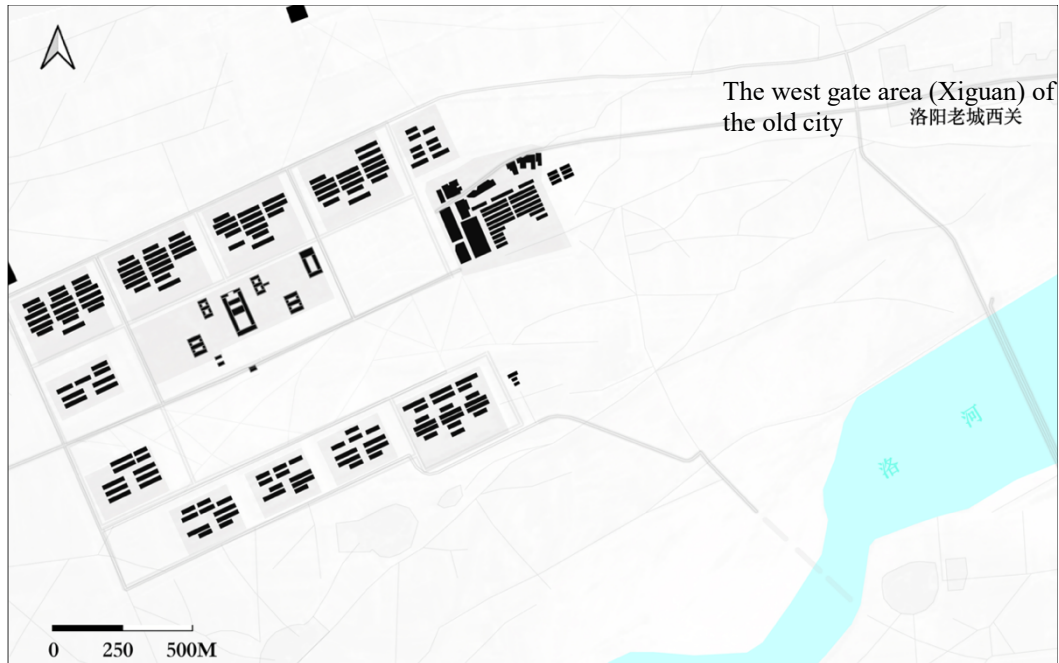 The west gate area (Xiguan) of
the old city
洛阳老城西关
河
洛
0 250 500M